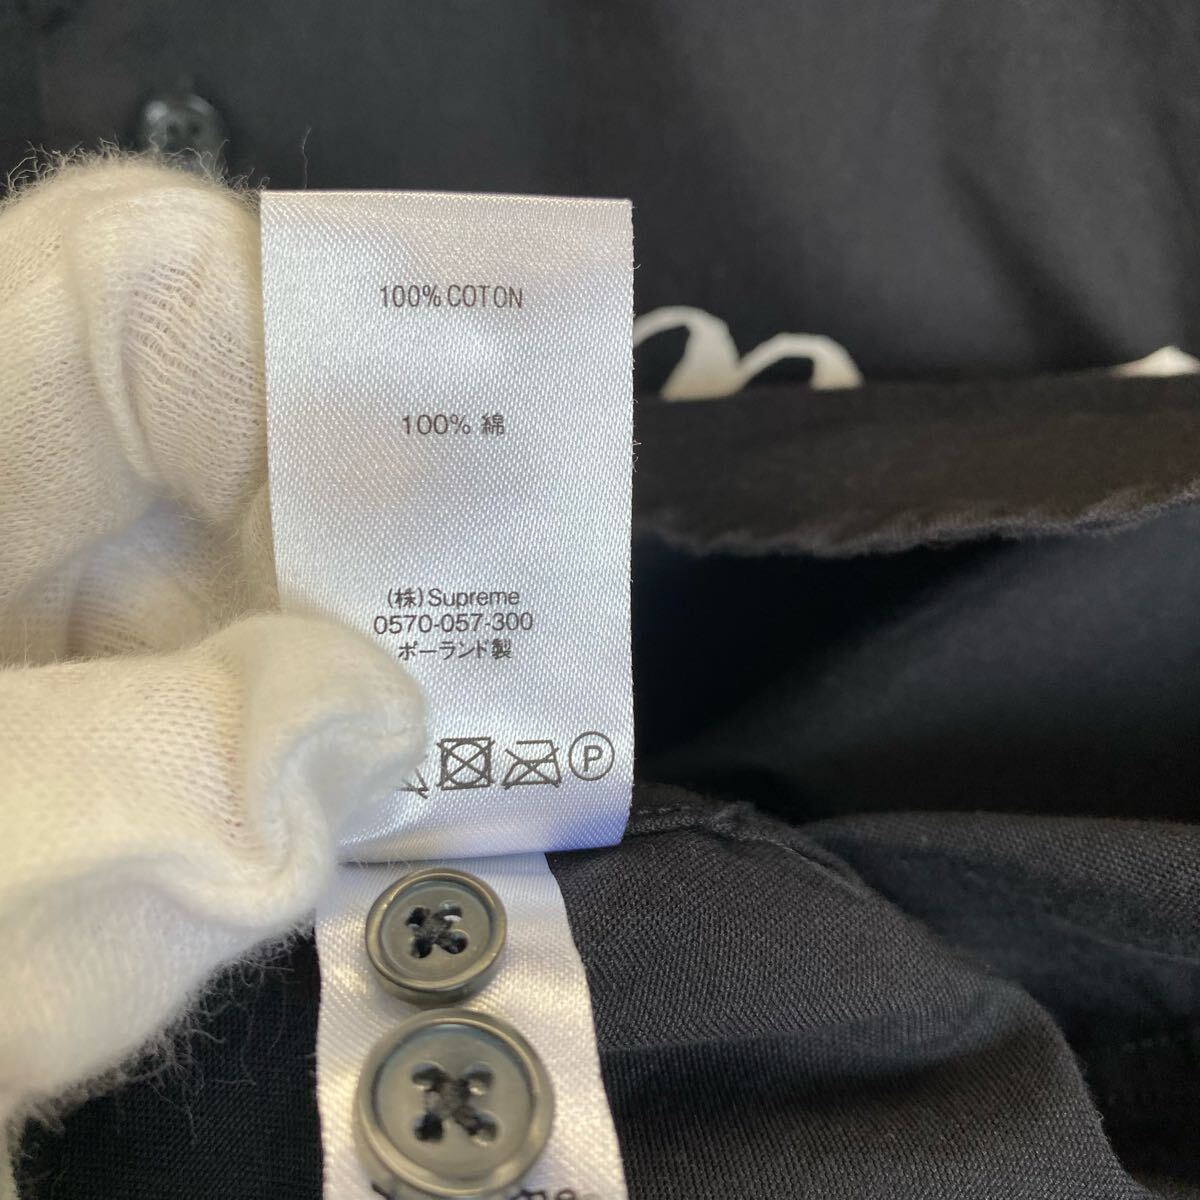 100% COTON
100% 綿
(株) Supreme
0570-057-300
ポーランド製
P